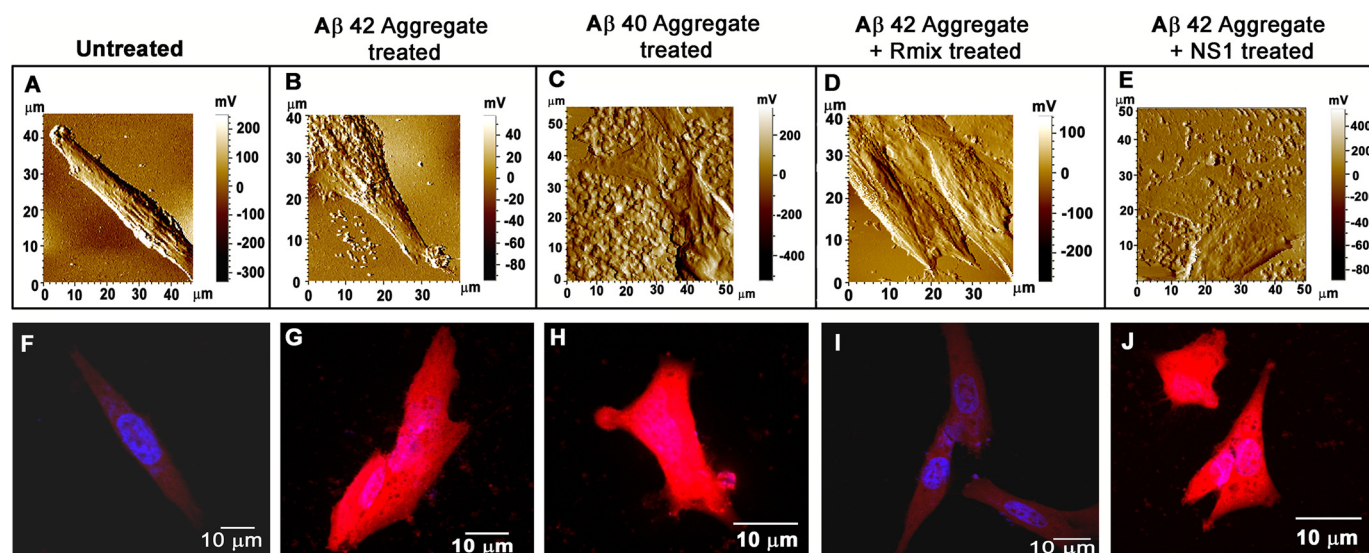 Untreated
Aβ 42 Aggregate
treated
Aβ 40 Aggregate
treated
Aβ 42 Aggregate
+ Rmix treated
Aβ 42 Aggregate
+ NS1 treated
A
μm
mV
40
30
20
10
0
0 10 20 30 40
μm
200
100
0
-100
-200
-300
B
μm
mV
40
30
20
10
0
0 10 20 30
μm
40
20
0
-20
-40
-60
-80
C
μm
mV
50
40
30
20
10
0
0 10 20 30 40 50
μm
200
0
-200
-400
D
μm
mV
40
30
20
10
0
0 10 20 30
μm
100
0
-100
-200
E
μm
mV
50
40
30
20
10
0
0 10 20 30 40 50
μm
400
200
0
-200
-400
-600
-800
F
10 μm
G
10 μm
H
10 μm
I
10 μm
J
10 μm